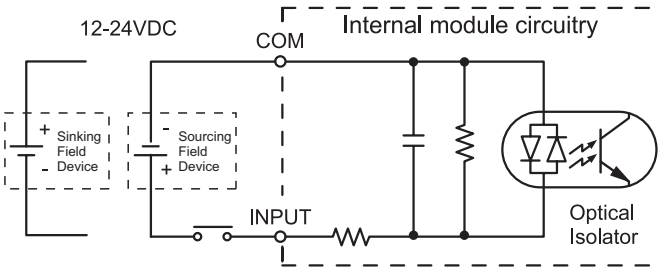 12-24VDC
Internal module circuitry
COM
+ Sinking
Field
- Device
- Sourcing
Field
+ Device
INPUT
Optical
Isolator